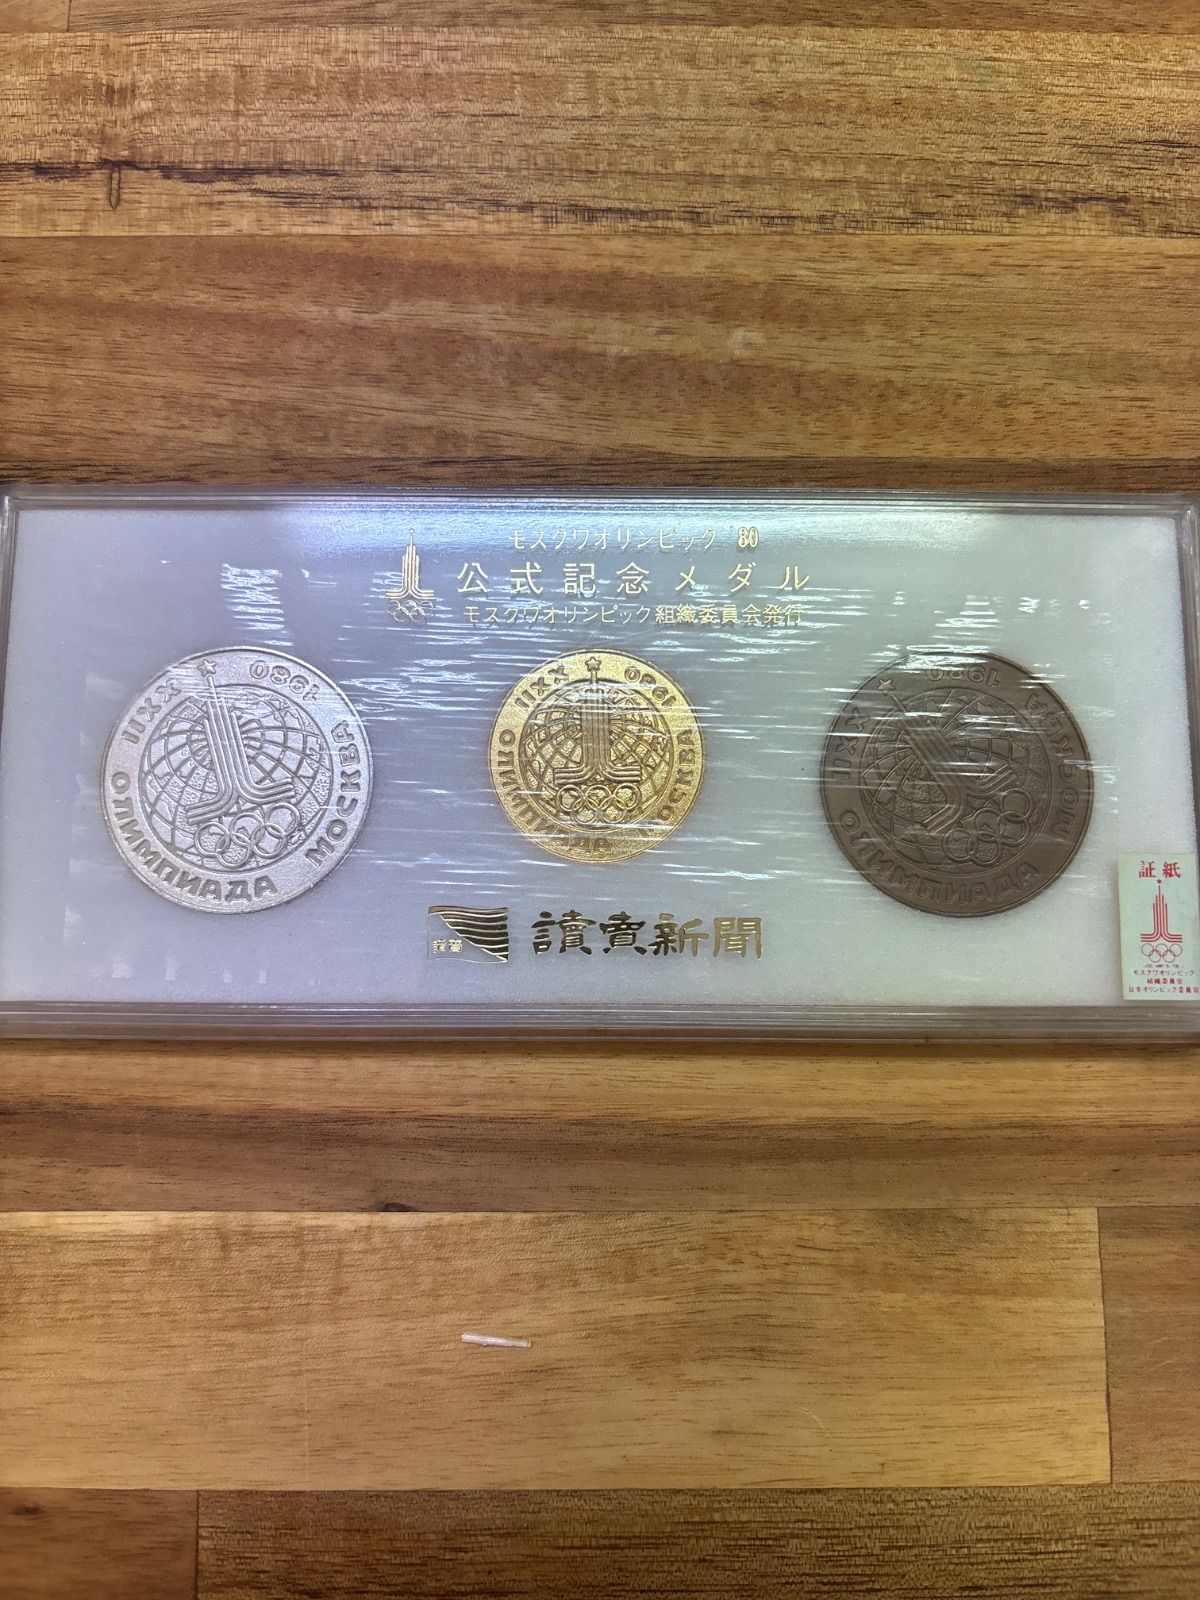 モスクワオリンピック '80
公式記念メダル
モスクワオリンピック組織委員会発行
XXII ОЛИМПИАДА МОСКВА 1980
XXII ОЛИМПИАДА МОСКВА 1980
XXII ОЛИМПИАДА МОСКВА 1980
讀賣新聞
証紙
モスクワオリンピック
組織委員会
日本オリンピック委員会